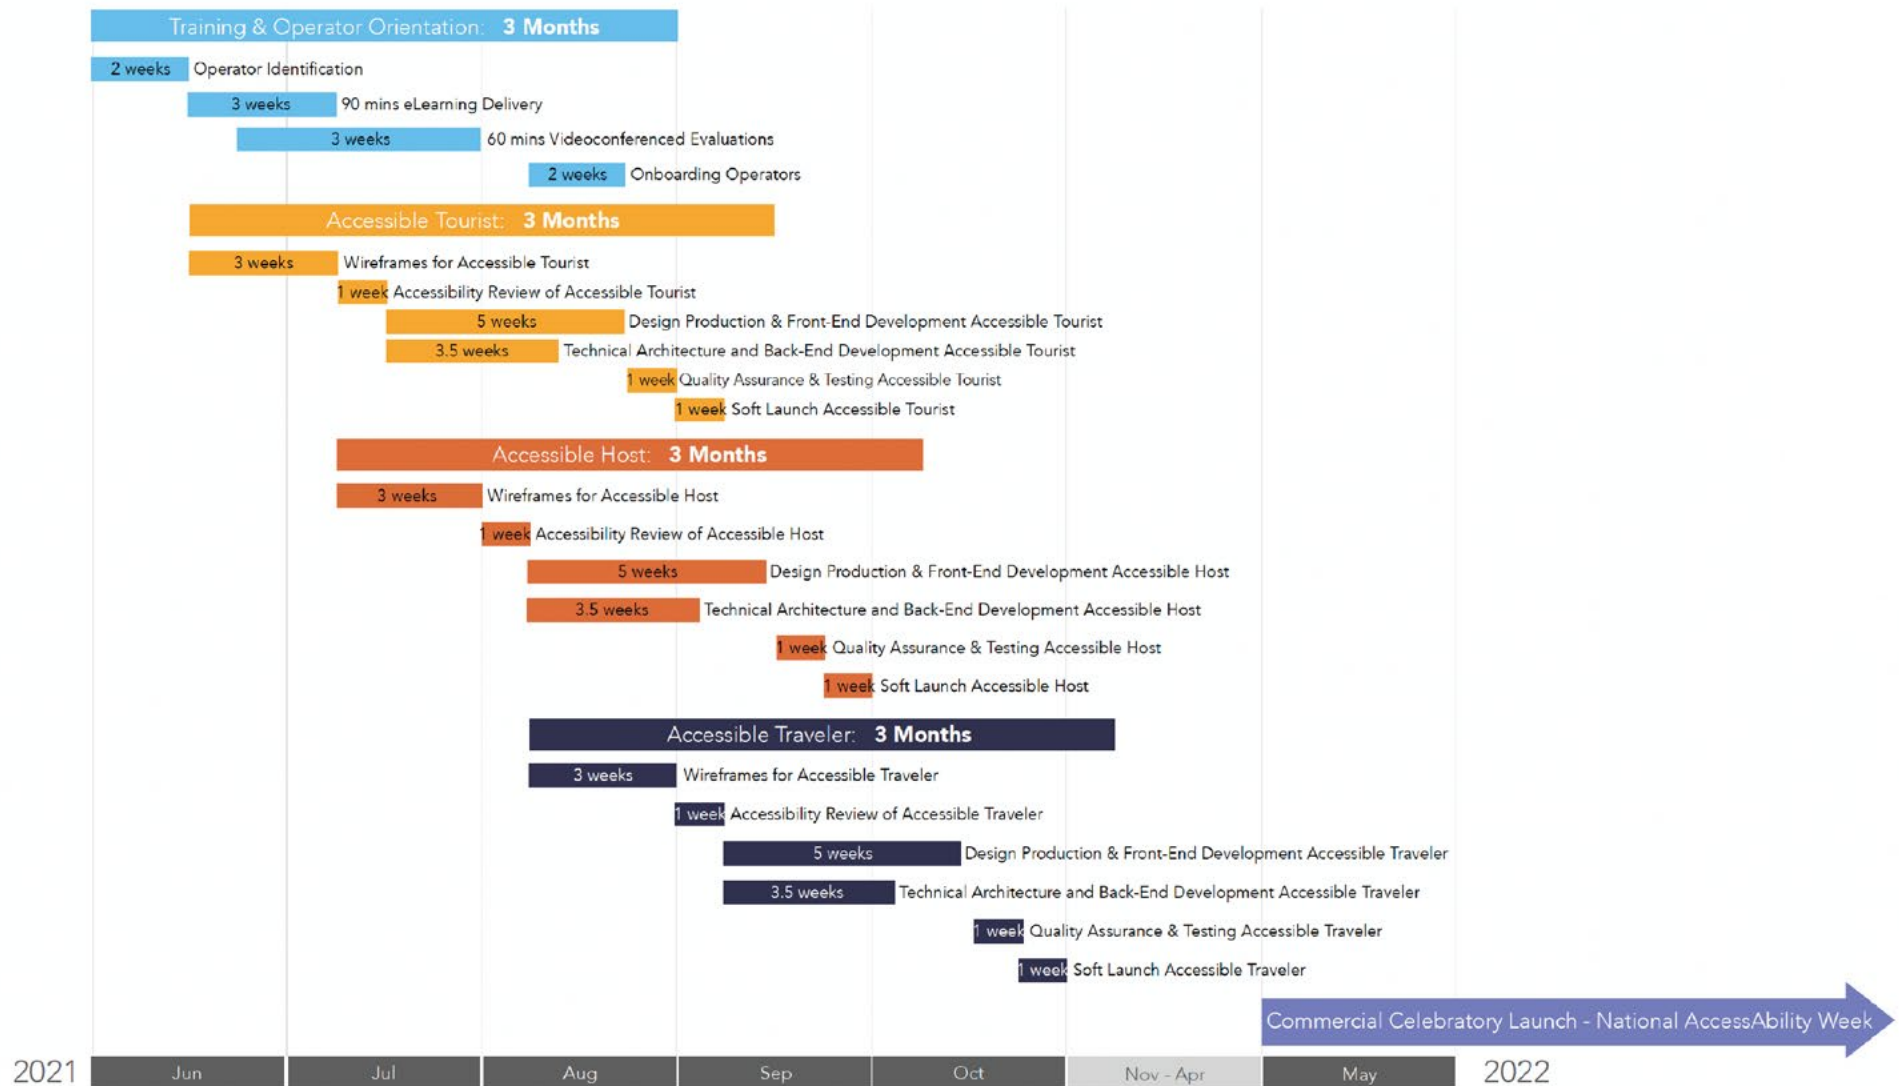 Training & Operator Orientation: 3 Months
2 weeks Operator Identification
3 weeks 90 mins eLearning Delivery
3 weeks 60 mins Videoconferenced Evaluations
2 weeks Onboarding Operators
Accessible Tourist: 3 Months
3 weeks Wireframes for Accessible Tourist
1 week Accessibility Review of Accessible Tourist
5 weeks Design Production & Front-End Development Accessible Tourist
3.5 weeks Technical Architecture and Back-End Development Accessible Tourist
1 week Quality Assurance & Testing Accessible Tourist
1 week Soft Launch Accessible Tourist
Accessible Host: 3 Months
3 weeks Wireframes for Accessible Host
1 week Accessibility Review of Accessible Host
5 weeks Design Production & Front-End Development Accessible Host
3.5 weeks Technical Architecture and Back-End Development Accessible Host
1 week Quality Assurance & Testing Accessible Host
1 week Soft Launch Accessible Host
Accessible Traveler: 3 Months
3 weeks Wireframes for Accessible Traveler
1 week Accessibility Review of Accessible Traveler
5 weeks Design Production & Front-End Development Accessible Traveler
3.5 weeks Technical Architecture and Back-End Development Accessible Traveler
1 week Quality Assurance & Testing Accessible Traveler
1 week Soft Launch Accessible Traveler
Commercial Celebratory Launch - National AccessAbility Week
2021 Jun Jul Aug Sep Oct Nov - Apr May 2022